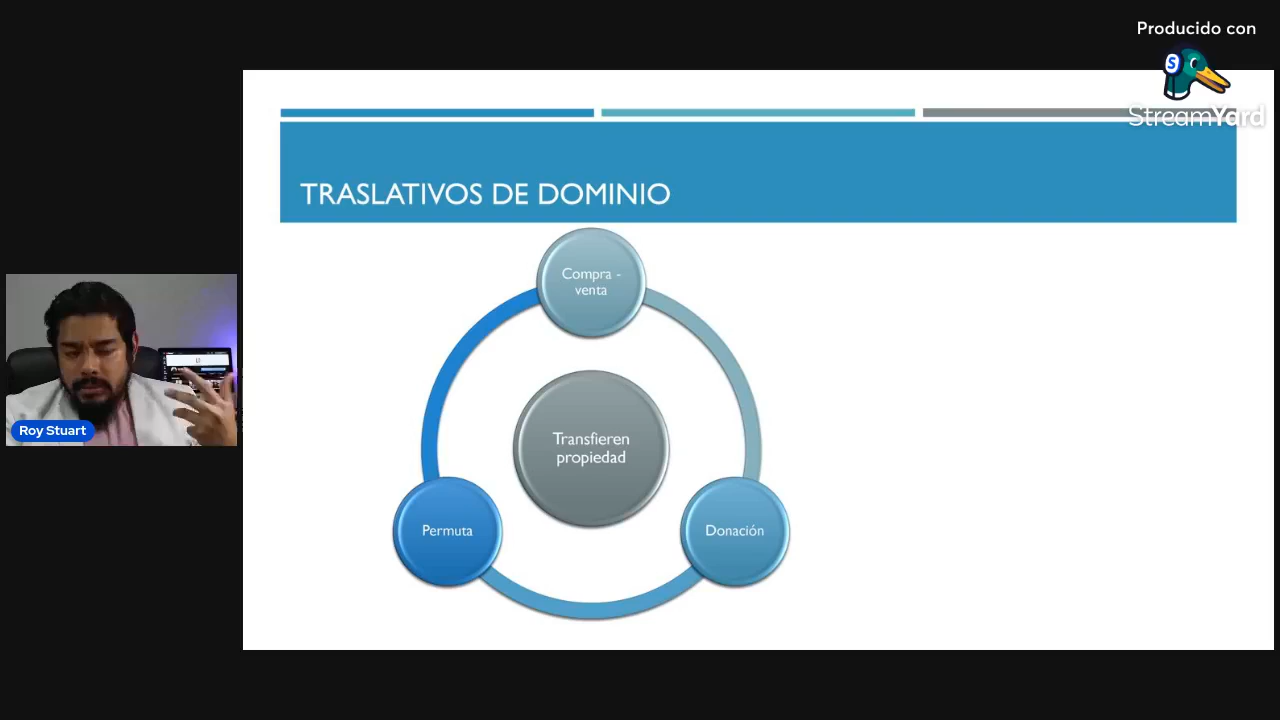 Producido con
StreamYard
TRASLATIVOS DE DOMINIO
Compra -
venta
Transfieren
propiedad
Permuta
Donación
Roy Stuart